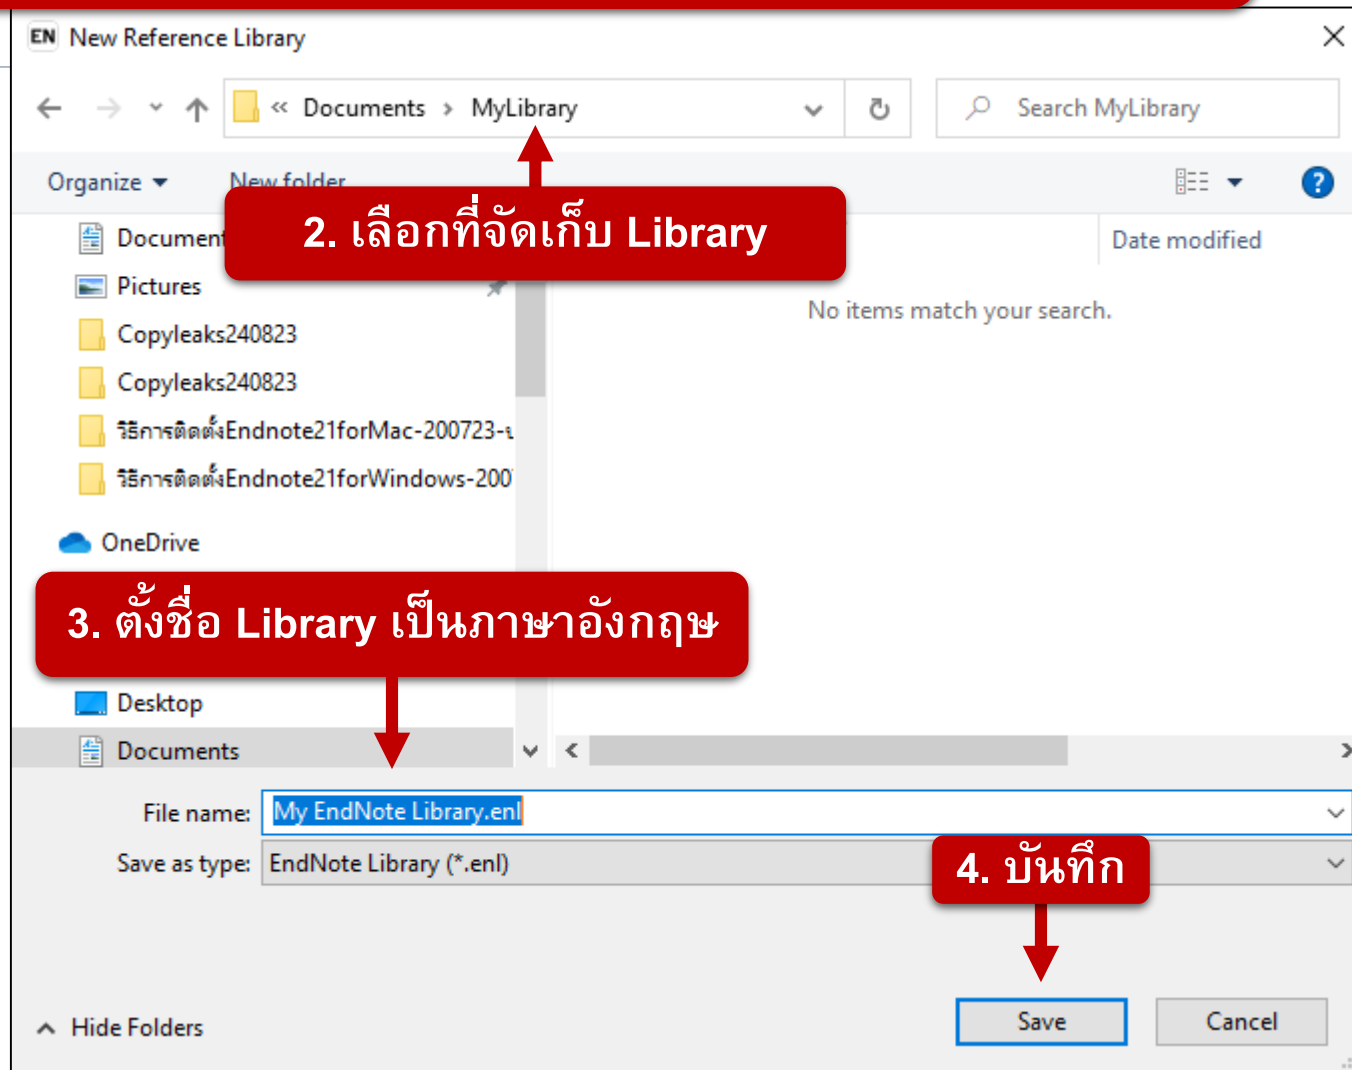 EN New Reference Library
« Documents › MyLibrary
Search MyLibrary
Organize
New folder
2. เลือกที่จัดเก็บ Library
Date modified
Pictures
No items match your search.
Copyleaks240823
Copyleaks240823
วิธีการติดตั้งEndnote21forMac-200723-
วิธีการติดตั้งEndnote21forWindows-200
OneDrive
3. ตั้งชื่อ Library เป็นภาษาอังกฤษ
Desktop
Documents
File name: My EndNote Library.enl
Save as type: EndNote Library (*.enl)
4. บันทึก
Hide Folders
Save
Cancel